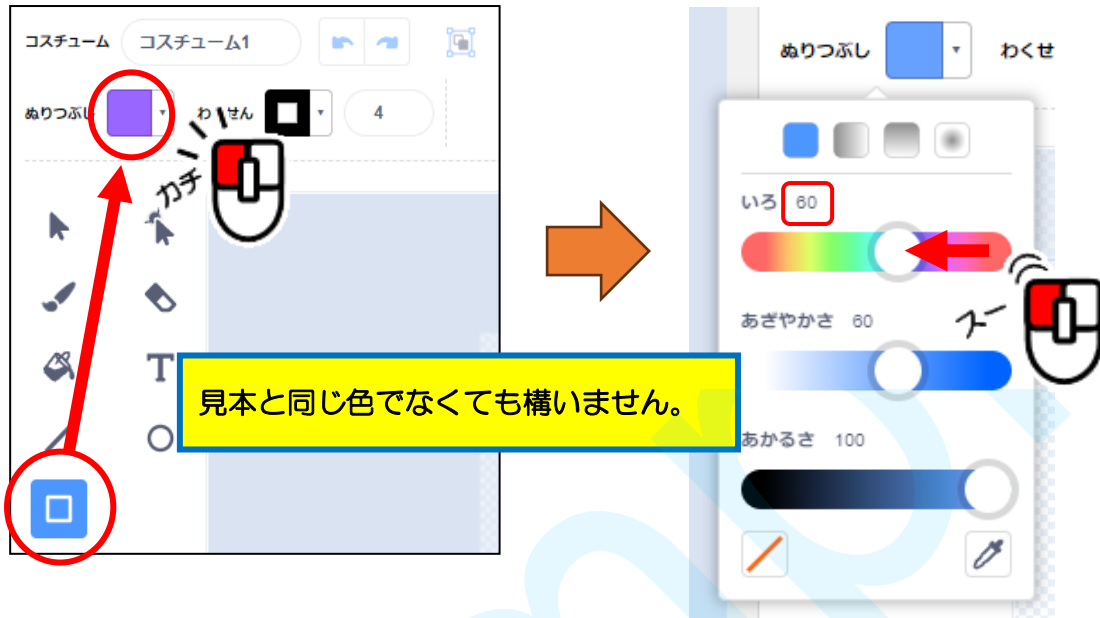 コスチューム コスチューム1
ぬりつぶし わくせん 4
カチ
T
見本と同じ色でなくても構いません。
ぬりつぶし わくせ
いろ 60
スー
あざやかさ 60
あかるさ 100